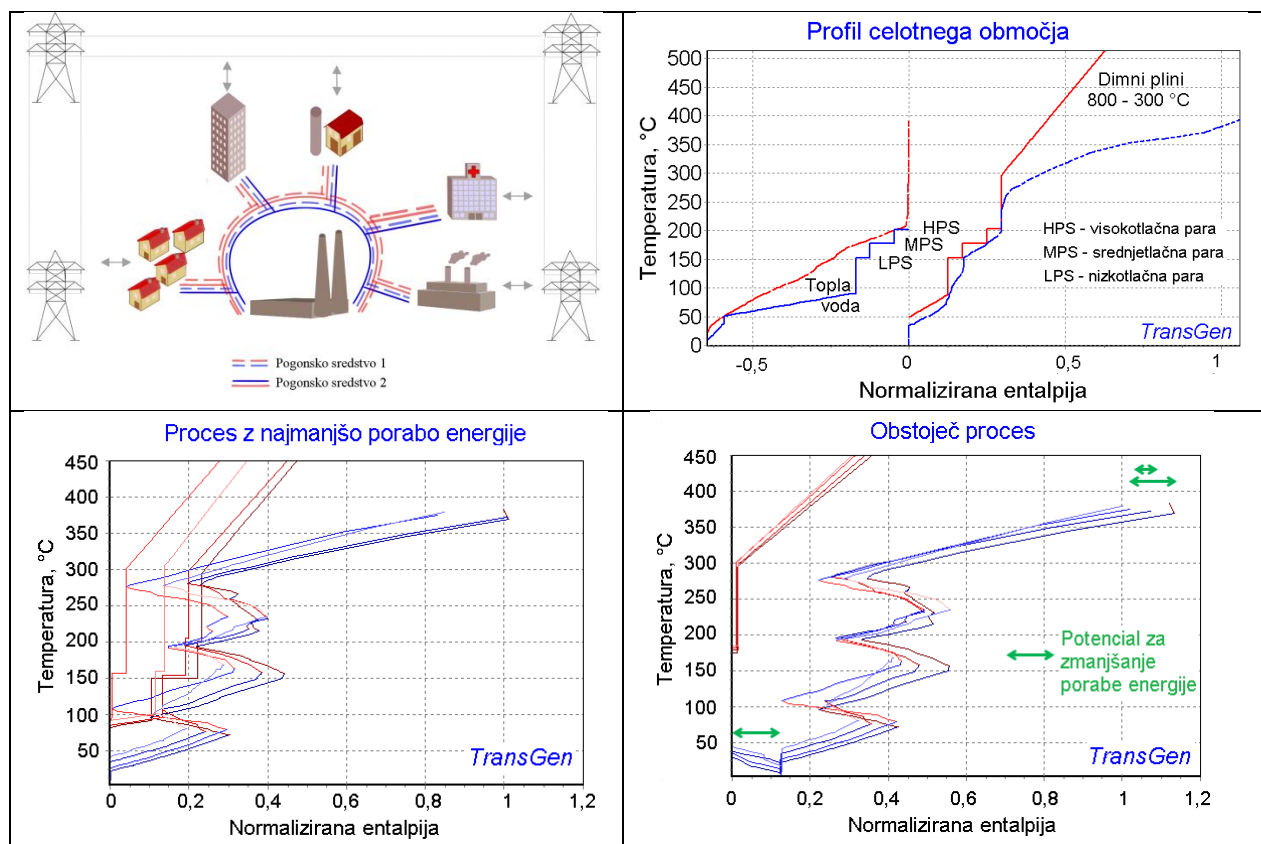 Pogonsko sredstvo 1
Pogonsko sredstvo 2
Profil celotnega območja
Temperatura, °C
500
450
400
350
300
250
200
150
100
50
0
Dimni plini
800 - 300 °C
HPS
MPS
LPS
Topla
voda
HPS - visokotlačna para
MPS - srednjetlačna para
LPS - nizkotlačna para
TransGen
-0,5
0
0,5
1
Normalizirana entalpija
Proces z najmanjšo porabo energije
Temperatura, °C
450
400
350
300
250
200
150
100
50
TransGen
0
0,2
0,4
0,6
0,8
1
1,2
Normalizirana entalpija
Obstoječ proces
Temperatura, °C
450
400
350
300
250
200
150
100
50
Potencial za
zmanjšanje
porabe energije
TransGen
0
0,2
0,4
0,6
0,8
1
1,2
Normalizirana entalpija